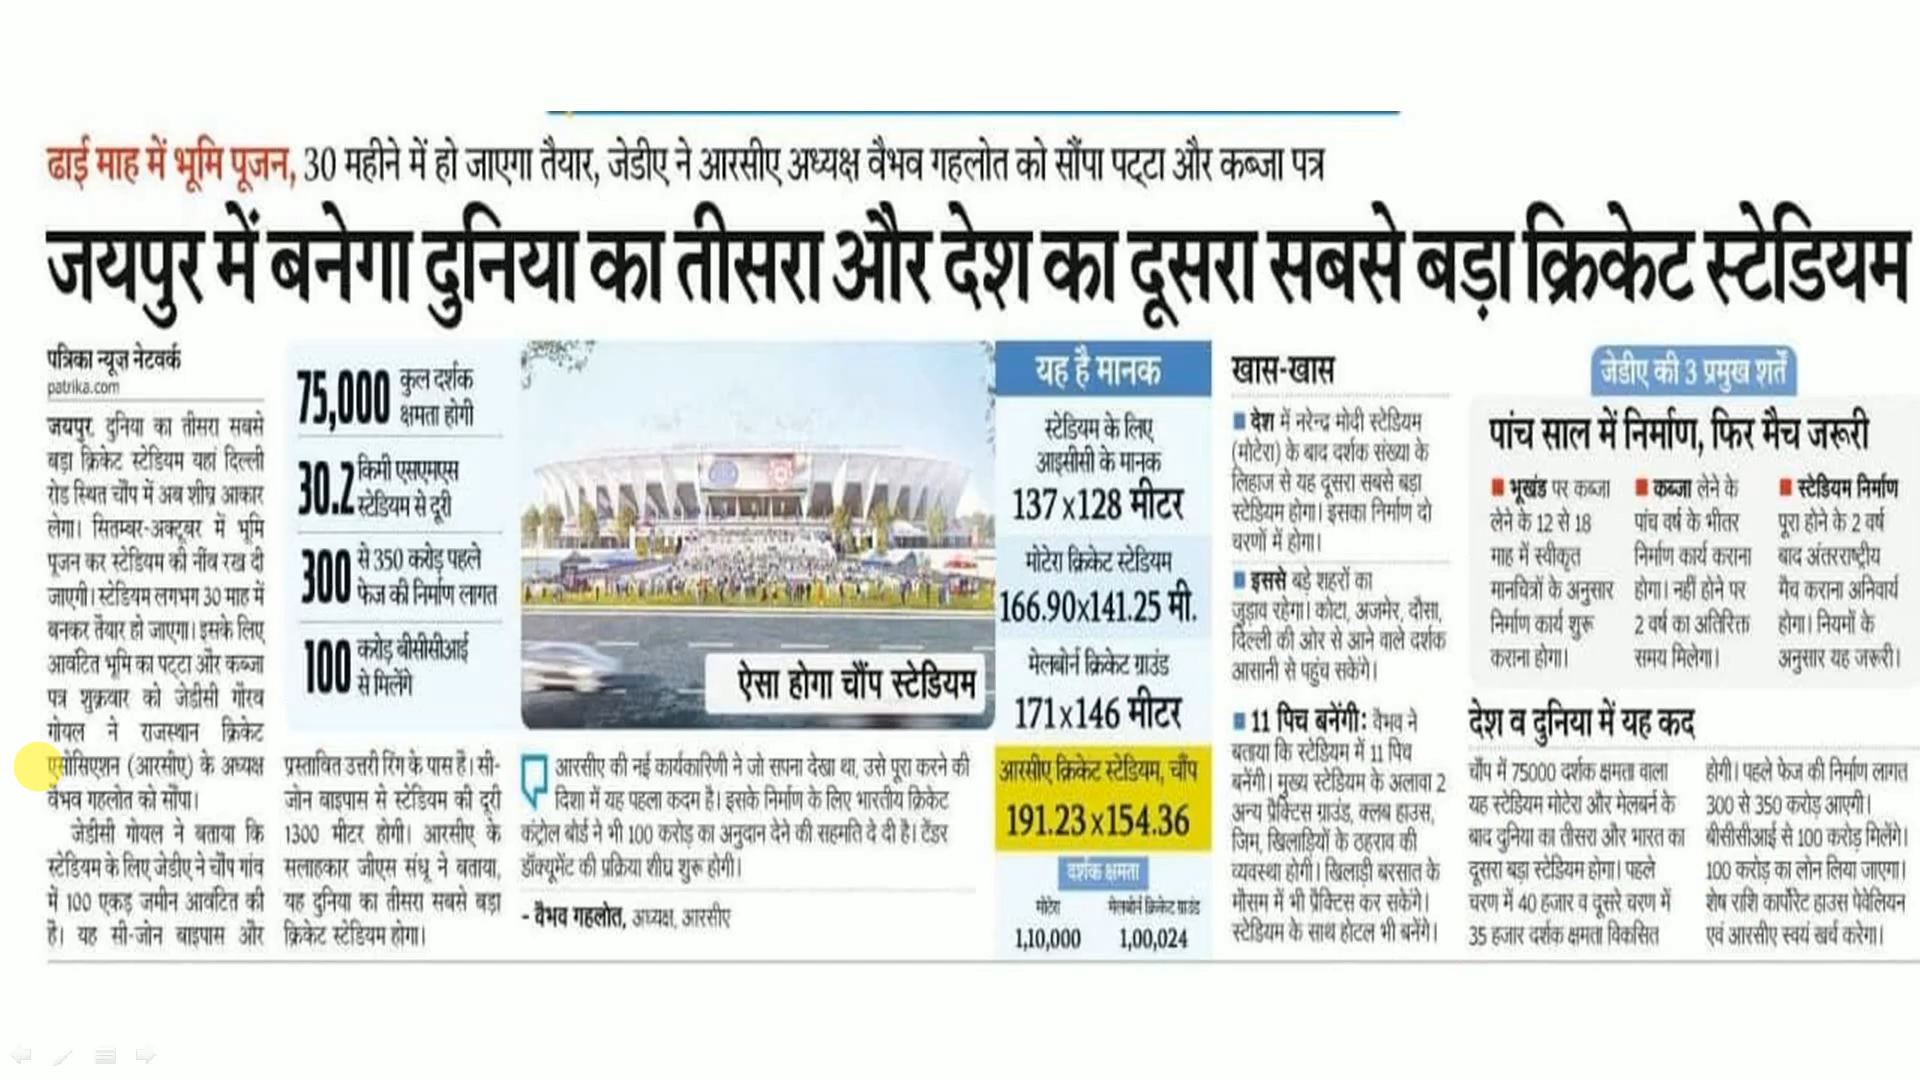 ढाई माह में भूमि पूजन, 30 महीने में हो जाएगा तैयार, जेडीए ने आरसीए अध्यक्ष वैभव गहलोत को सौंपा पट्टा और कब्जा पत्र
जयपुर में बनेगा दुनिया का तीसरा और देश का दूसरा सबसे बड़ा क्रिकेट स्टेडियम
पत्रिका न्यूज़ नेटवर्क
patrika.com
जयपुर. दुनिया का तीसरा सबसे
बड़ा क्रिकेट स्टेडियम यहां दिल्ली
रोड स्थित चौंप में अब शीघ्र आकार
लेगा। सितम्बर-अक्टूबर में भूमि
पूजन कर स्टेडियम की नींव रख दी
जाएगी। स्टेडियम लगभग 30 माह में
बनकर तैयार हो जाएगा। इसके लिए
आवंटित भूमि का पट्टा और कब्जा
पत्र शुक्रवार को जेडीसी गौरव
गोयल ने राजस्थान क्रिकेट
एसोसिएशन (आरसीए) के अध्यक्ष
वैभव गहलोत को सौंपा।
जेडीसी गोयल ने बताया कि
स्टेडियम के लिए जेडीए ने चौंप गांव
में 100 एकड़ जमीन आवंटित की
है। यह सी-जोन बाइपास और
75,000 कुल दर्शक
क्षमता होगी
30.2 किमी एसएमएस
स्टेडियम से दूरी
300 से 350 करोड़ पहले
फेज की निर्माण लागत
100 करोड़ बीसीसीआई
से मिलेंगे
प्रस्तावित उत्तरी रिंग के पास है। सी-
जोन बाइपास से स्टेडियम की दूरी
1300 मीटर होगी। आरसीए के
सलाहकार जीएस संधू ने बताया,
यह दुनिया का तीसरा सबसे बड़ा
क्रिकेट स्टेडियम होगा।
ऐसा होगा चौंप स्टेडियम
आरसीए की नई कार्यकारिणी ने जो सपना देखा था, उसे पूरा करने की
दिशा में यह पहला कदम है। इसके निर्माण के लिए भारतीय क्रिकेट
कंट्रोल बोर्ड ने भी 100 करोड़ का अनुदान देने की सहमति दे दी है। टेंडर
डॉक्यूमेंट की प्रक्रिया शीघ्र शुरू होगी।
- वैभव गहलोत, अध्यक्ष, आरसीए
यह है मानक
स्टेडियम के लिए
आइसीसी के मानक
137x128 मीटर
मोटेरा क्रिकेट स्टेडियम
166.90x141.25 मी.
मेलबोर्न क्रिकेट ग्राउंड
171x146 मीटर
आरसीए क्रिकेट स्टेडियम, चौंप
191.23x154.36
दर्शक क्षमता
मोटेरा मेलबोर्न क्रिकेट ग्राउंड
1,10,000 1,00,024
खास-खास
देश में नरेन्द्र मोदी स्टेडियम
(मोटेरा) के बाद दर्शक संख्या के
लिहाज से यह दूसरा सबसे बड़ा
स्टेडियम होगा। इसका निर्माण दो
चरणों में होगा।
इससे बड़े शहरों का
जुड़ाव रहेगा। कोटा, अजमेर, दौसा,
दिल्ली की ओर से आने वाले दर्शक
आसानी से पहुंच सकेंगे।
11 पिच बनेंगी: वैभव ने
बताया कि स्टेडियम में 11 पिच
बनेंगी। मुख्य स्टेडियम के अलावा 2
अन्य प्रैक्टिस ग्राउंड, क्लब हाउस,
जिम, खिलाड़ियों के ठहराव की
व्यवस्था होगी। खिलाड़ी बरसात के
मौसम में भी प्रैक्टिस कर सकेंगे।
स्टेडियम के साथ होटल भी बनेंगे।
जेडीए की 3 प्रमुख शर्तें
पांच साल में निर्माण, फिर मैच जरूरी
भूखंड पर कब्जा
लेने के 12 से 18
माह में स्वीकृत
मानचित्रों के अनुसार
निर्माण कार्य शुरू
कराना होगा।
कब्जा लेने के
पांच वर्ष के भीतर
निर्माण कार्य कराना
होगा। नहीं होने पर
2 वर्ष का अतिरिक्त
समय मिलेगा।
स्टेडियम निर्माण
पूरा होने के 2 वर्ष
बाद अंतरराष्ट्रीय
मैच कराना अनिवार्य
होगा। नियमों के
अनुसार यह जरूरी।
देश व दुनिया में यह कद
चौंप में 75000 दर्शक क्षमता वाला
यह स्टेडियम मोटेरा और मेलबर्न के
बाद दुनिया का तीसरा और भारत का
दूसरा बड़ा स्टेडियम होगा। पहले
चरण में 40 हजार व दूसरे चरण में
35 हजार दर्शक क्षमता विकसित
होगी। पहले फेज की निर्माण लागत
300 से 350 करोड़ आएगी।
बीसीसीआई से 100 करोड़ मिलेंगे।
100 करोड़ का लोन लिया जाएगा।
शेष राशि कार्पोरेट हाउस पेवेलियन
एवं आरसीए स्वयं खर्च करेगा।